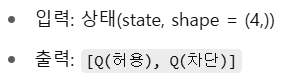 • 입력: 상태(state, shape = (4,))
• 출력: [Q(허용), Q(차단)]